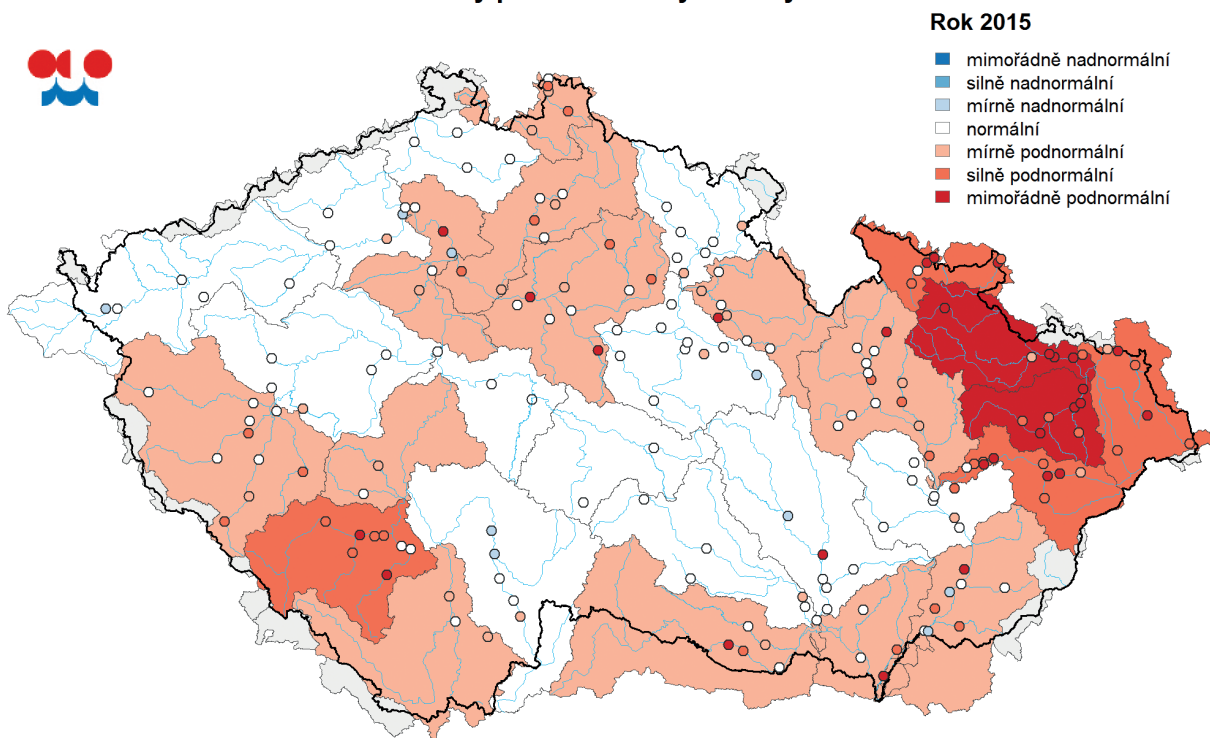 Rok 2015
mimořádně nadnormální
silně nadnormální
mírně nadnormální
normální
mírně podnormální
silně podnormální
mimořádně podnormální